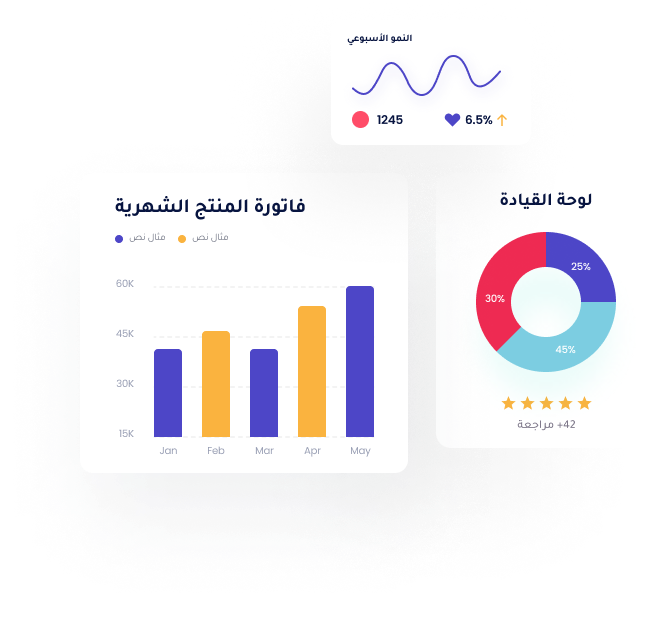 النمو الأسبوعي
1245
6.5%
فاتورة المنتج الشهرية
مثال نص
مثال نص
60K
45K
30K
15K
Jan Feb Mar Apr May
لوحة القيادة
25%
30%
45%
42+ مراجعة